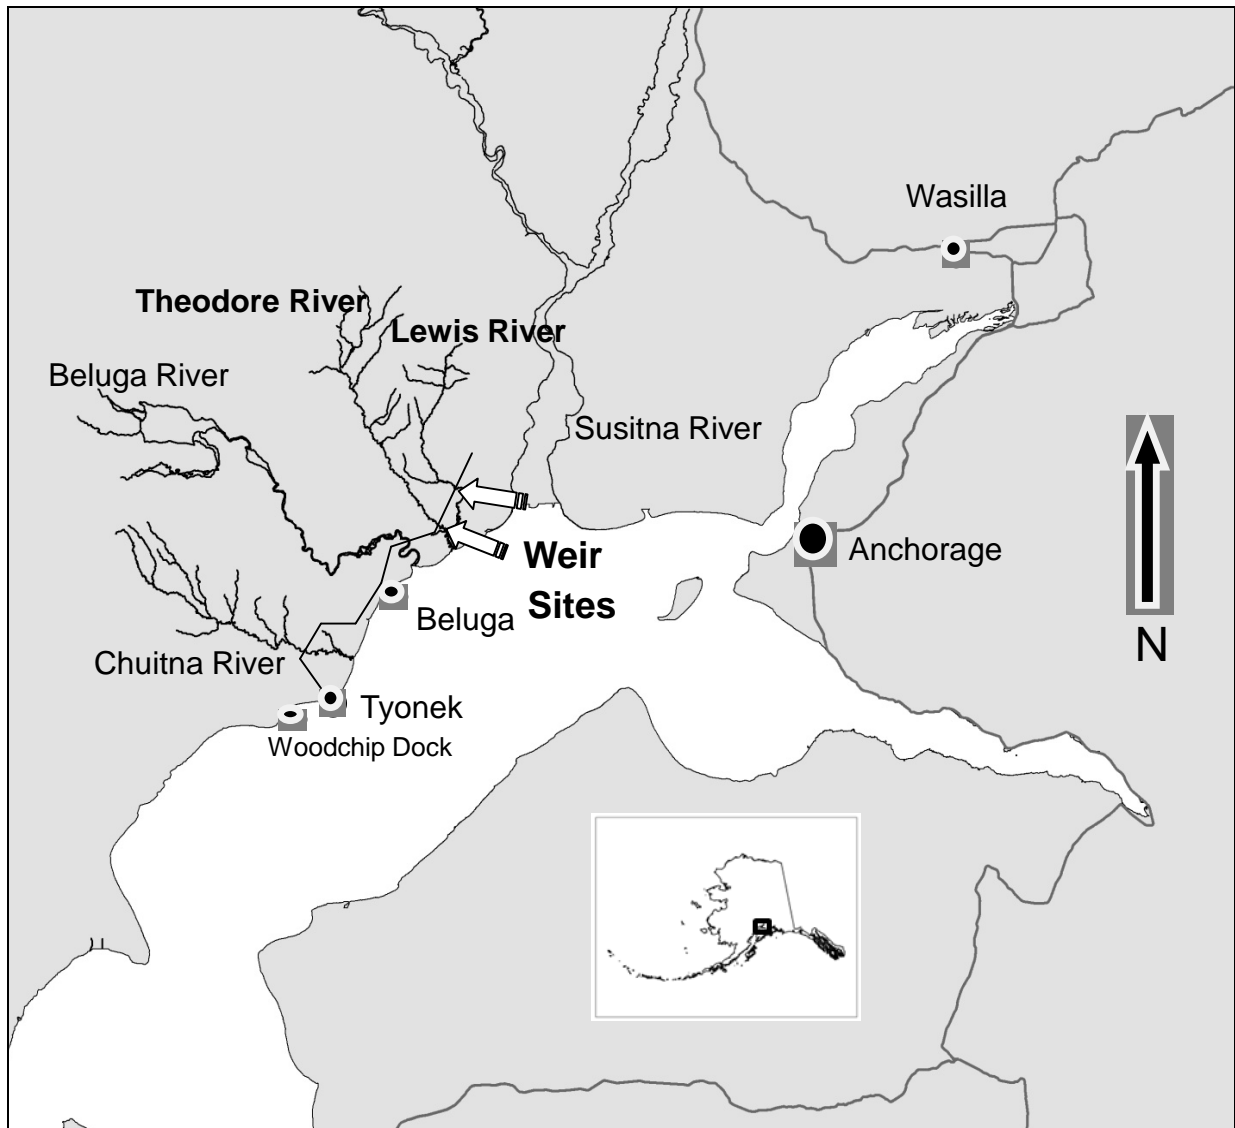 Wasilla
Theodore River
Lewis River
Beluga River
Susitna River
Anchorage
Weir
Sites
Beluga
N
Chuitna River
Tyonek
Woodchip Dock